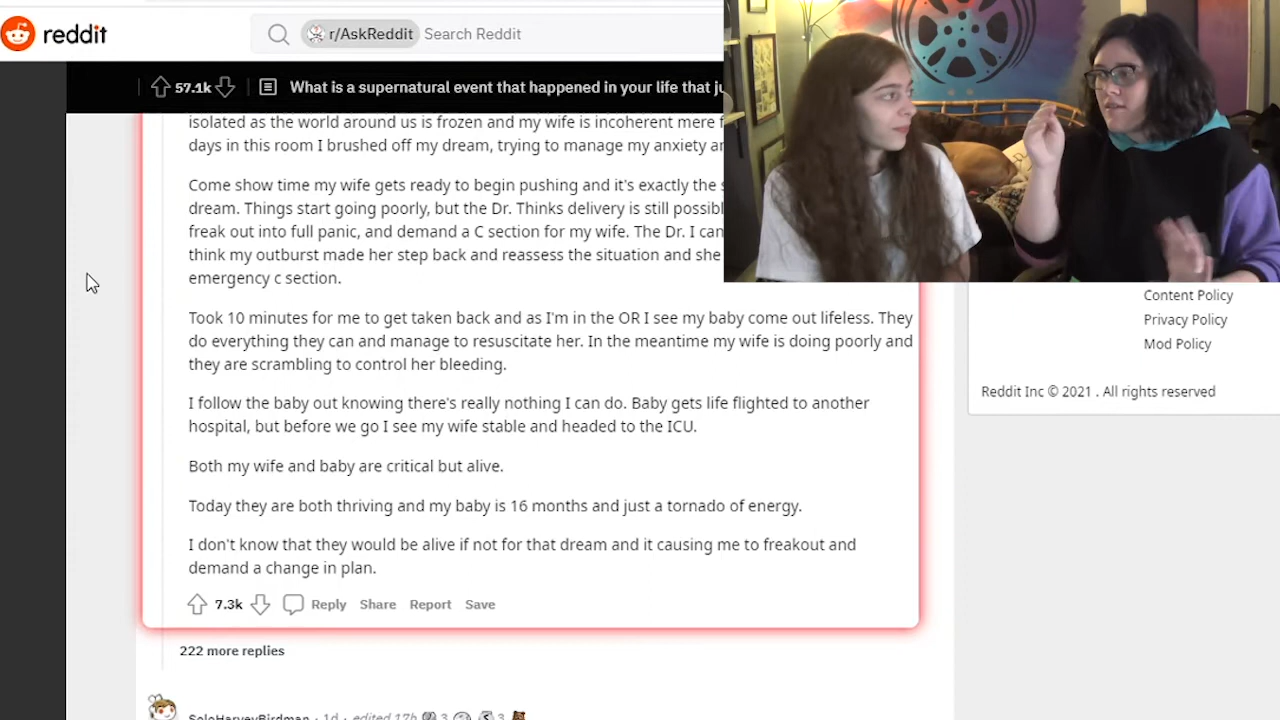 reddit
r/AskReddit Search Reddit
57.1k What is a supernatural event that happened in your life that ju
isolated as the world around us is frozen and my wife is incoherent mere
days in this room I brushed off my dream, trying to manage my anxiety
Come show time my wife gets ready to begin pushing and it's exactly the
dream. Things start going poorly, but the Dr. Thinks delivery is still
freak out into full panic, and demand a C section for my wife. The Dr. I
think my outburst made her step back and reassess the situation and she
emergency c section.
Took 10 minutes for me to get taken back and as I'm in the OR I see my baby come out lifeless. They
do everything they can and manage to resuscitate her. In the meantime my wife is doing poorly and
they are scrambling to control her bleeding.
I follow the baby out knowing there's really nothing I can do. Baby gets life flighted to another
hospital, but before we go I see my wife stable and headed to the ICU.
Both my wife and baby are critical but alive.
Today they are both thriving and my baby is 16 months and just a tornado of energy.
I don't know that they would be alive if not for that dream and it causing me to freakout and
demand a change in plan.
7.3k Reply Share Report Save
222 more replies
SoloHarveyBirdman · 1d · edited 17h 3 3
Content Policy
Privacy Policy
Mod Policy
Reddit Inc © 2021 . All rights reserved